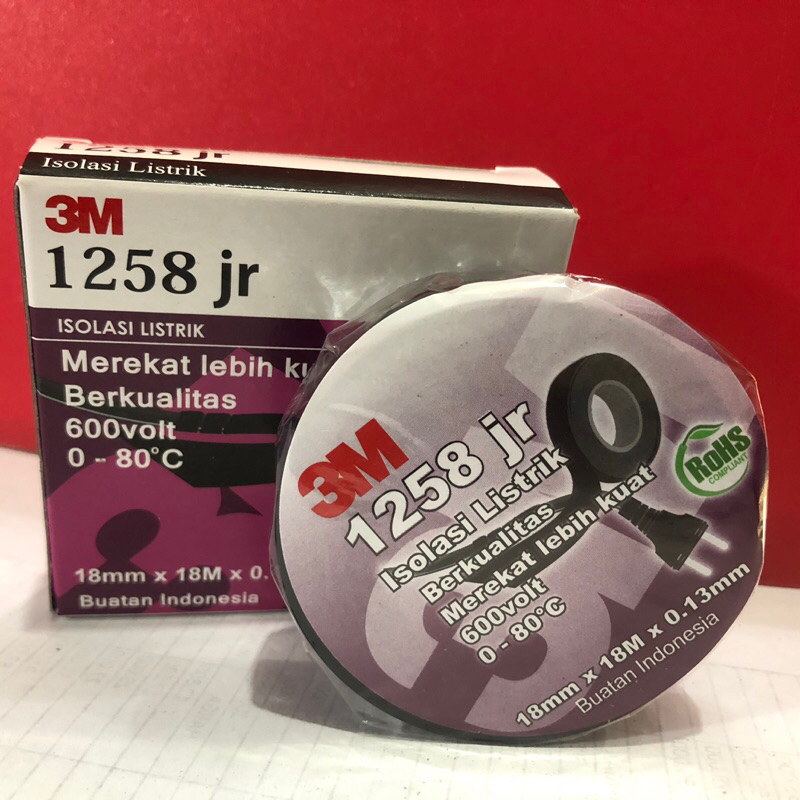 1258 jr
Isolasi Listrik
3M
1258 jr
ISOLASI LISTRIK
Merekat lebih ku
Berkualitas
600volt
0 - 80°C
18mm x 18M x 0.
Buatan Indonesia
3M
1258 jr
Isolasi Listrik
Berkualitas
Merekat lebih kuat
600volt
0 - 80°C
18mm x 18M x 0.13mm
Buatan Indonesia
RoHS
COMPLIANT